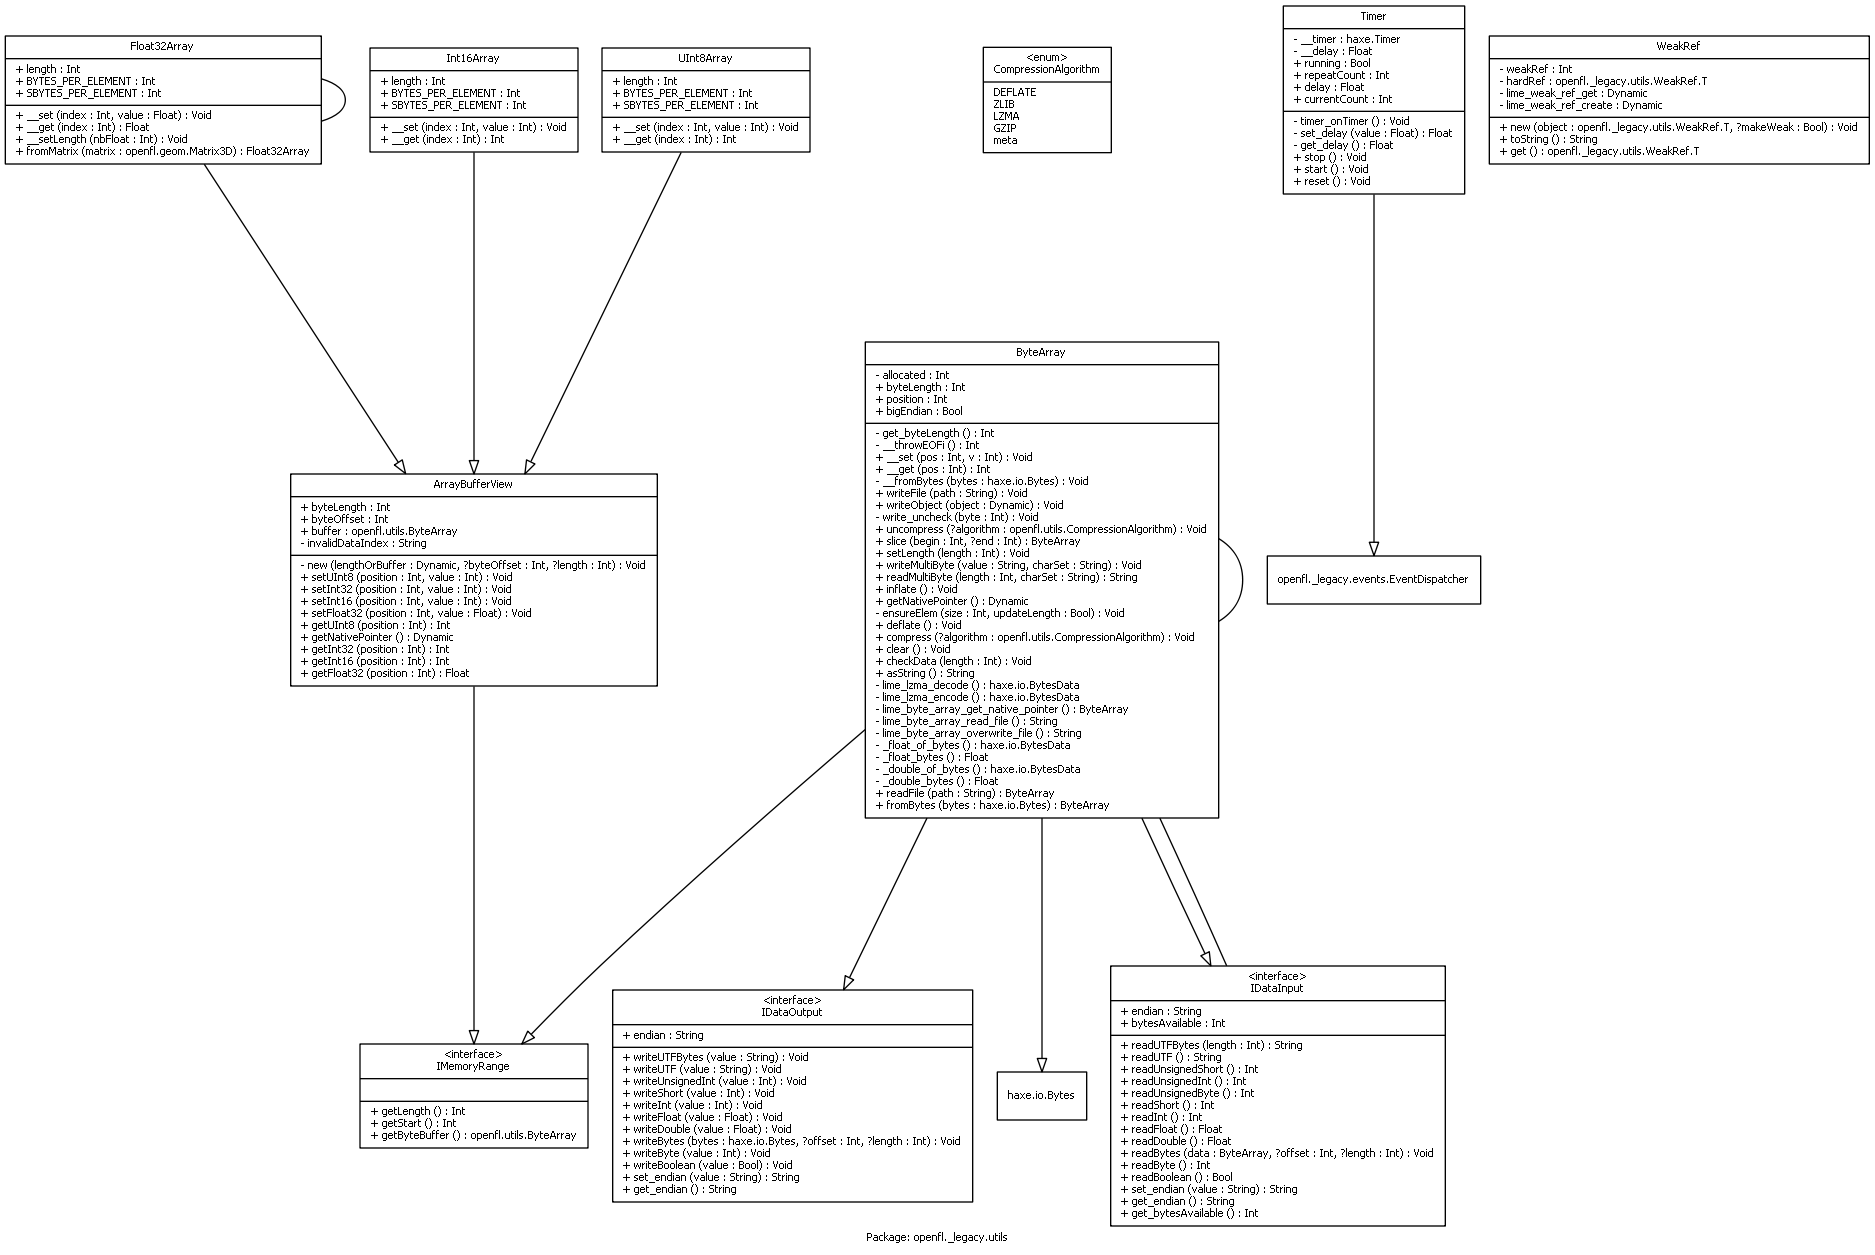 Float32Array
+ length : Int
+ BYTES_PER_ELEMENT : Int
+ SBYTES_PER_ELEMENT : Int
+ __set (index : Int, value : Float) : Void
+ __get (index : Int) : Float
+ __setLength (nbFloat : Int) : Void
+ fromMatrix (matrix : openfl.geom.Matrix3D) : Float32Array
Int16Array
+ length : Int
+ BYTES_PER_ELEMENT : Int
+ SBYTES_PER_ELEMENT : Int
+ __set (index : Int, value : Int) : Void
+ __get (index : Int) : Int
UInt8Array
+ length : Int
+ BYTES_PER_ELEMENT : Int
+ SBYTES_PER_ELEMENT : Int
+ __set (index : Int, value : Int) : Void
+ __get (index : Int) : Int
<enum>
CompressionAlgorithm
DEFLATE
ZLIB
LZMA
GZIP
meta
Timer
- __timer : haxe.Timer
- __delay : Float
+ running : Bool
+ repeatCount : Int
+ delay : Float
+ currentCount : Int
- timer_onTimer () : Void
- set_delay (value : Float) : Float
- get_delay () : Float
+ stop () : Void
+ start () : Void
+ reset () : Void
WeakRef
- weakRef : Int
- hardRef : openfl._legacy.utils.WeakRef.T
- lime_weak_ref_get : Dynamic
- lime_weak_ref_create : Dynamic
+ new (object : openfl._legacy.utils.WeakRef.T, ?makeWeak : Bool) : Void
+ toString () : String
+ get () : openfl._legacy.utils.WeakRef.T
ByteArray
- allocated : Int
+ byteLength : Int
+ position : Int
+ bigEndian : Bool
- get_byteLength () : Int
- __throwEOFi () : Int
+ __set (pos : Int, v : Int) : Void
+ __get (pos : Int) : Int
- __fromBytes (bytes : haxe.io.Bytes) : Void
+ writeFile (path : String) : Void
+ writeObject (object : Dynamic) : Void
- write_uncheck (byte : Int) : Void
+ uncompress (?algorithm : openfl.utils.CompressionAlgorithm) : Void
+ slice (begin : Int, ?end : Int) : ByteArray
+ setLength (length : Int) : Void
+ writeMultiByte (value : String, charSet : String) : Void
+ readMultiByte (length : Int, charSet : String) : String
+ inflate () : Void
+ getNativePointer () : Dynamic
- ensureElem (size : Int, updateLength : Bool) : Void
+ deflate () : Void
+ compress (?algorithm : openfl.utils.CompressionAlgorithm) : Void
+ clear () : Void
+ checkData (length : Int) : Void
+ asString () : String
- lime_lzma_decode () : haxe.io.BytesData
- lime_lzma_encode () : haxe.io.BytesData
- lime_byte_array_get_native_pointer () : ByteArray
- lime_byte_array_read_file () : String
- lime_byte_array_overwrite_file () : String
- _float_of_bytes () : haxe.io.BytesData
- _float_bytes () : Float
- _double_of_bytes () : haxe.io.BytesData
- _double_bytes () : Float
+ readFile (path : String) : ByteArray
+ fromBytes (bytes : haxe.io.Bytes) : ByteArray
ArrayBufferView
+ byteLength : Int
+ byteOffset : Int
+ buffer : openfl.utils.ByteArray
- invalidDataIndex : String
- new (lengthOrBuffer : Dynamic, ?byteOffset : Int, ?length : Int) : Void
+ setUInt8 (position : Int, value : Int) : Void
+ setInt32 (position : Int, value : Int) : Void
+ setInt16 (position : Int, value : Int) : Void
+ setFloat32 (position : Int, value : Float) : Void
+ getUInt8 (position : Int) : Int
+ getNativePointer () : Dynamic
+ getInt32 (position : Int) : Int
+ getInt16 (position : Int) : Int
+ getFloat32 (position : Int) : Float
openfl._legacy.events.EventDispatcher
<interface>
IMemoryRange
+ getLength () : Int
+ getStart () : Int
+ getByteBuffer () : openfl.utils.ByteArray
<interface>
IDataOutput
+ endian : String
+ writeUTFBytes (value : String) : Void
+ writeUTF (value : String) : Void
+ writeUnsignedInt (value : Int) : Void
+ writeShort (value : Int) : Void
+ writeInt (value : Int) : Void
+ writeFloat (value : Float) : Void
+ writeDouble (value : Float) : Void
+ writeBytes (bytes : haxe.io.Bytes, ?offset : Int, ?length : Int) : Void
+ writeByte (value : Int) : Void
+ writeBoolean (value : Bool) : Void
+ set_endian (value : String) : String
+ get_endian () : String
haxe.io.Bytes
<interface>
IDataInput
+ endian : String
+ bytesAvailable : Int
+ readUTFBytes (length : Int) : String
+ readUTF () : String
+ readUnsignedShort () : Int
+ readUnsignedInt () : Int
+ readUnsignedByte () : Int
+ readShort () : Int
+ readInt () : Int
+ readFloat () : Float
+ readDouble () : Float
+ readBytes (data : ByteArray, ?offset : Int, ?length : Int) : Void
+ readByte () : Int
+ readBoolean () : Bool
+ set_endian (value : String) : String
+ get_endian () : String
+ get_bytesAvailable () : Int
Package: openfl._legacy.utils